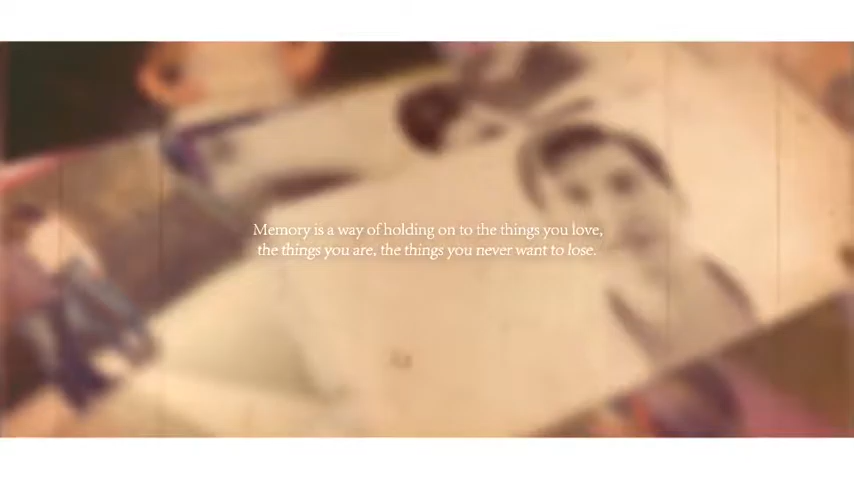 Memory is a way of holding on to the things you love,
the things you are, the things you never want to lose.